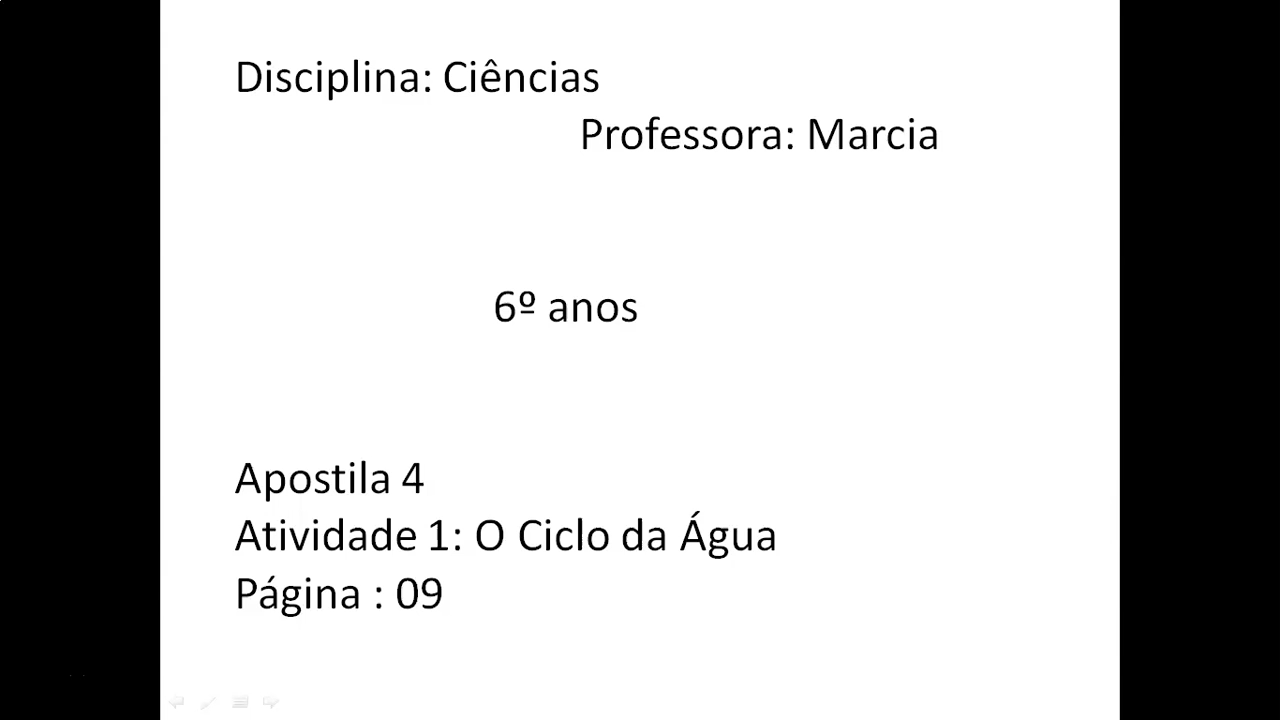 Disciplina: Ciências
Professora: Marcia
6º anos
Apostila 4
Atividade 1: O Ciclo da Água
Página : 09